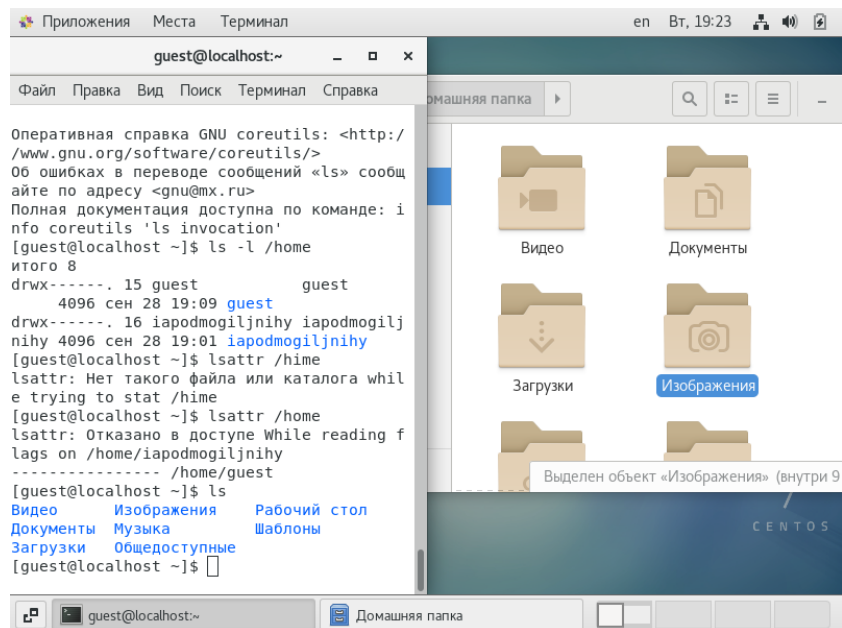 Приложения Места Терминал en Вт, 19:23
guest@localhost:~
Файл Правка Вид Поиск Терминал Справка
Оперативная справка GNU coreutils: <http:/
/www.gnu.org/software/coreutils/>
Об ошибках в переводе сообщений «ls» сообщ
айте по адресу <gnu@mx.ru>
Полная документация доступна по команде: i
nfo coreutils 'ls invocation'
[guest@localhost ~]$ ls -l /home
итого 8
drwx------. 15 guest guest
4096 сен 28 19:09 guest
drwx------. 16 iapodmogiljnihy iapodmogilj
nihy 4096 сен 28 19:01 iapodmogiljnihy
[guest@localhost ~]$ lsattr /hime
lsattr: Нет такого файла или каталога whil
e trying to stat /hime
[guest@localhost ~]$ lsattr /home
lsattr: Отказано в доступе While reading f
lags on /home/iapodmogiljnihy
---------------- /home/guest
[guest@localhost ~]$ ls
Видео Изображения Рабочий стол
Документы Музыка Шаблоны
Загрузки Общедоступные
[guest@localhost ~]$
омашняя папка
Видео Документы
Загрузки Изображения
Выделен объект «Изображения» (внутри 9
7
CENTOS
guest@localhost:~ Домашняя папка